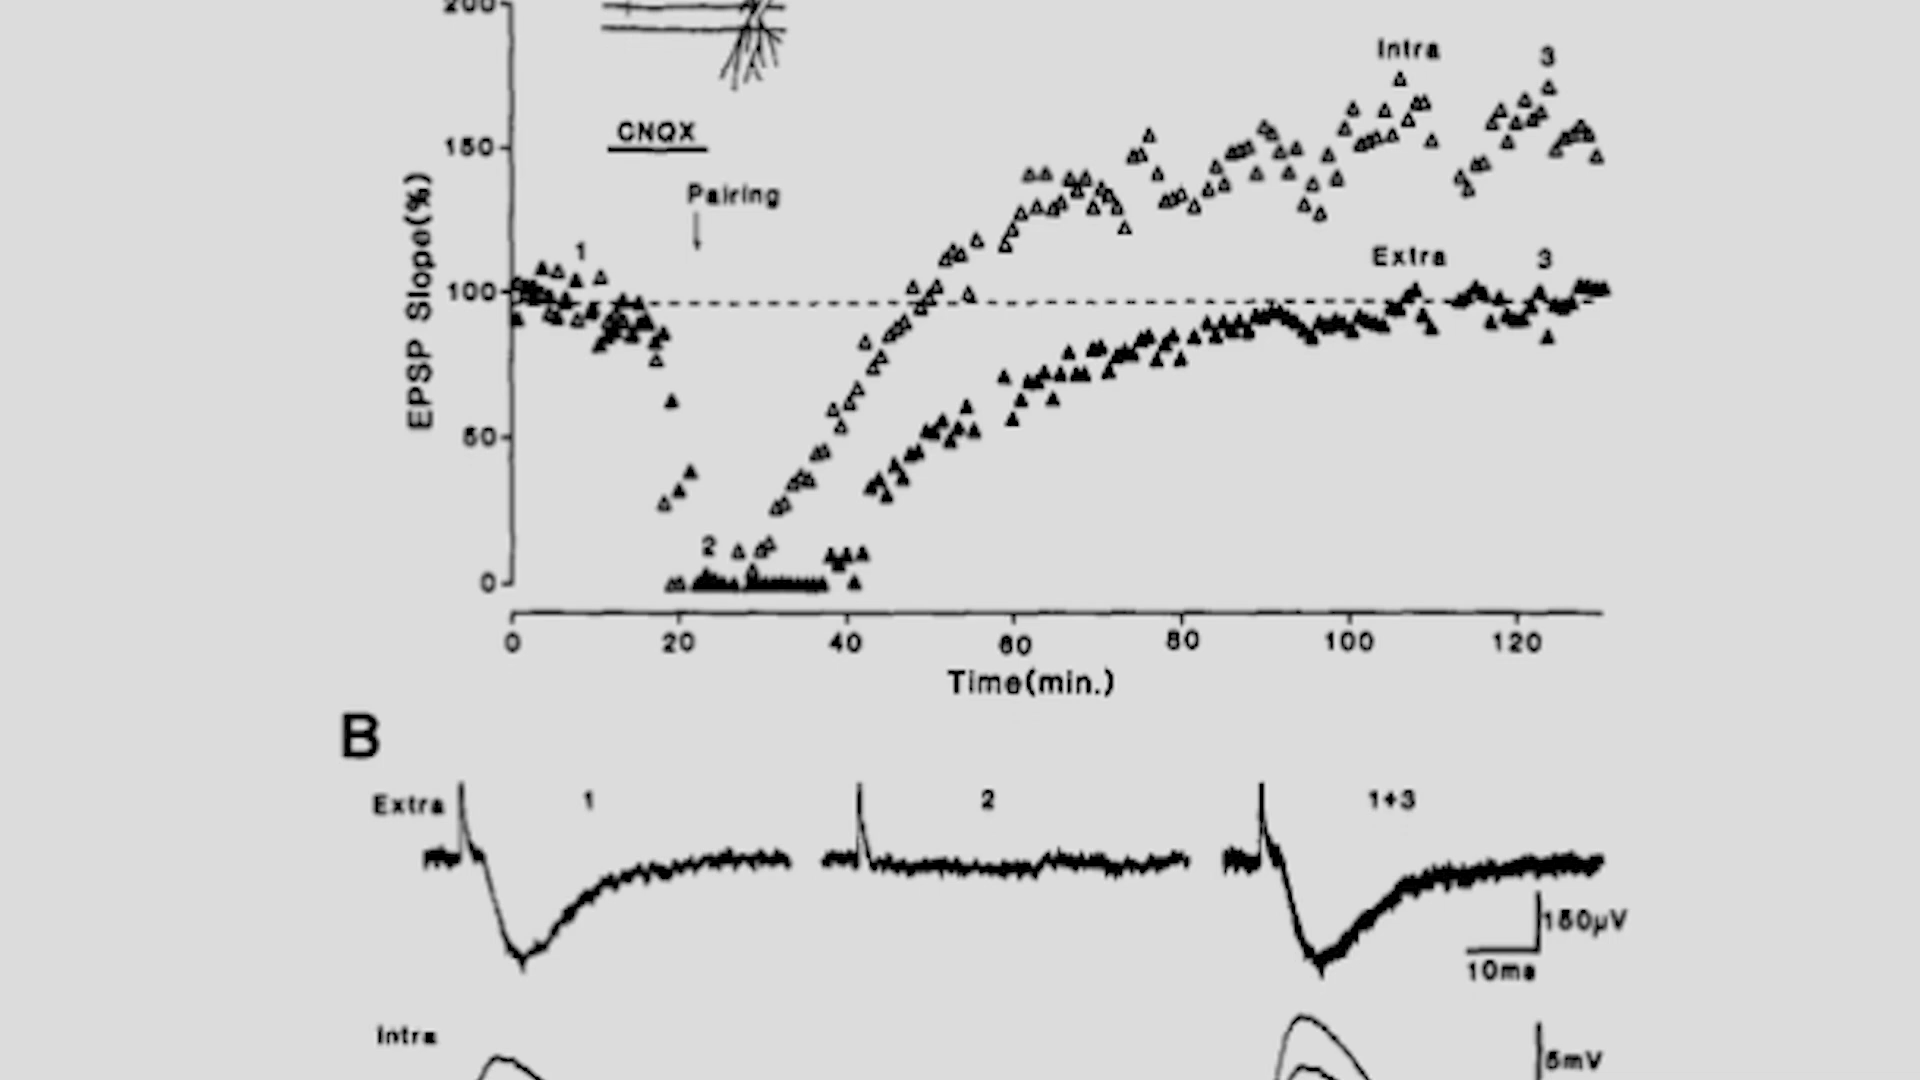 200
Intra
3
CNQX
150
Pairing
1
Extra
3
100
EPSP Slope(%)
50
2
0
0 20 40 60 80 100 120
Time(min.)
B
Extra 1 2 1+3
150µV
10ms
Intra
5mV